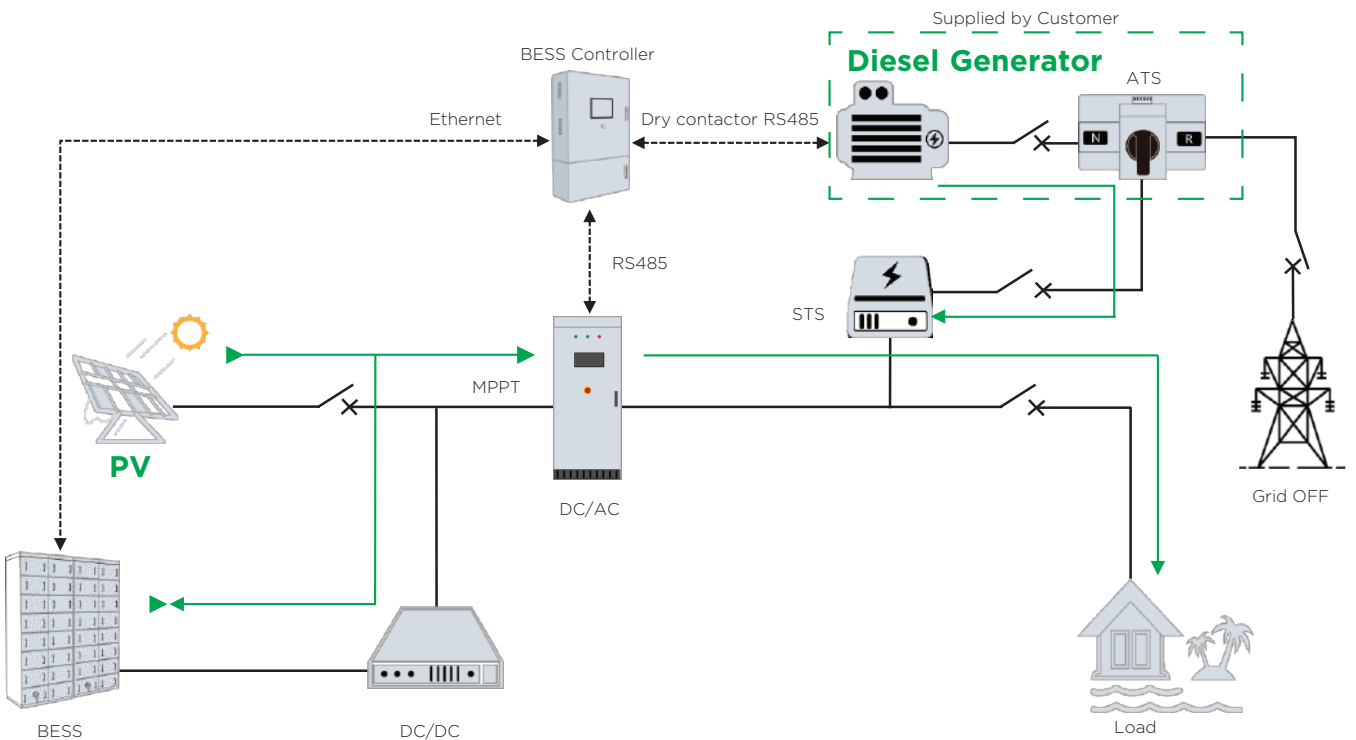 Supplied by Customer
BESS Controller
Diesel Generator
ATS
Ethernet
Dry contactor RS485
N
R
RS485
STS
MPPT
PV
DC/AC
Grid OFF
BESS
DC/DC
Load